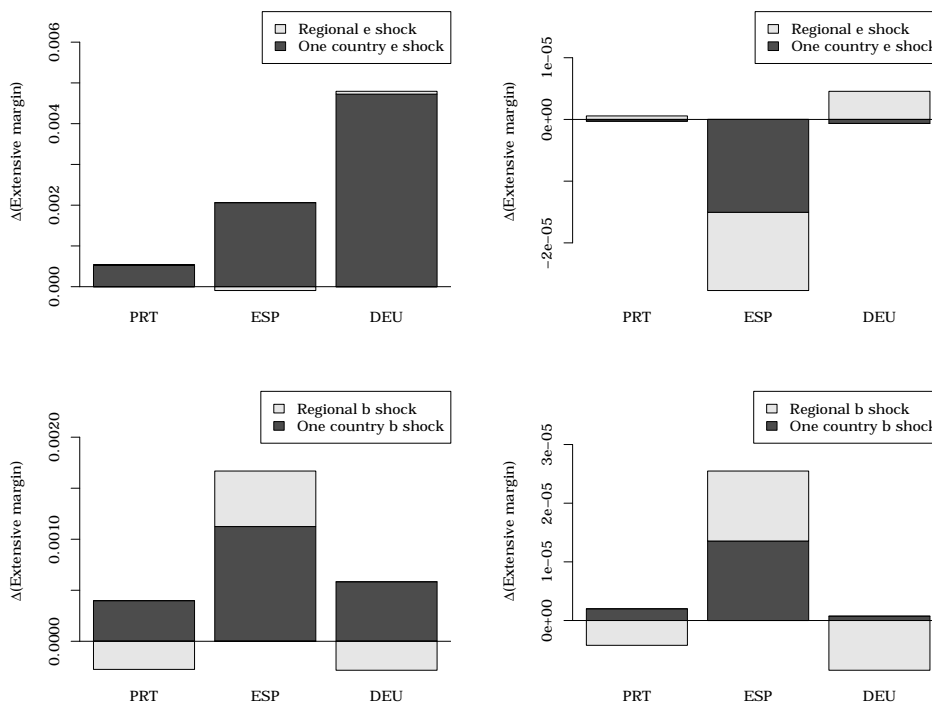 Regional e shock
One country e shock
Δ(Extensive margin)
0.006
0.004
0.002
0.000
PRT ESP DEU
Regional e shock
One country e shock
Δ(Extensive margin)
1e−05
0e+00
−2e−05
PRT ESP DEU
Regional b shock
One country b shock
Δ(Extensive margin)
0.0020
0.0010
0.0000
PRT ESP DEU
Regional b shock
One country b shock
Δ(Extensive margin)
3e−05
2e−05
1e−05
0e+00
PRT ESP DEU